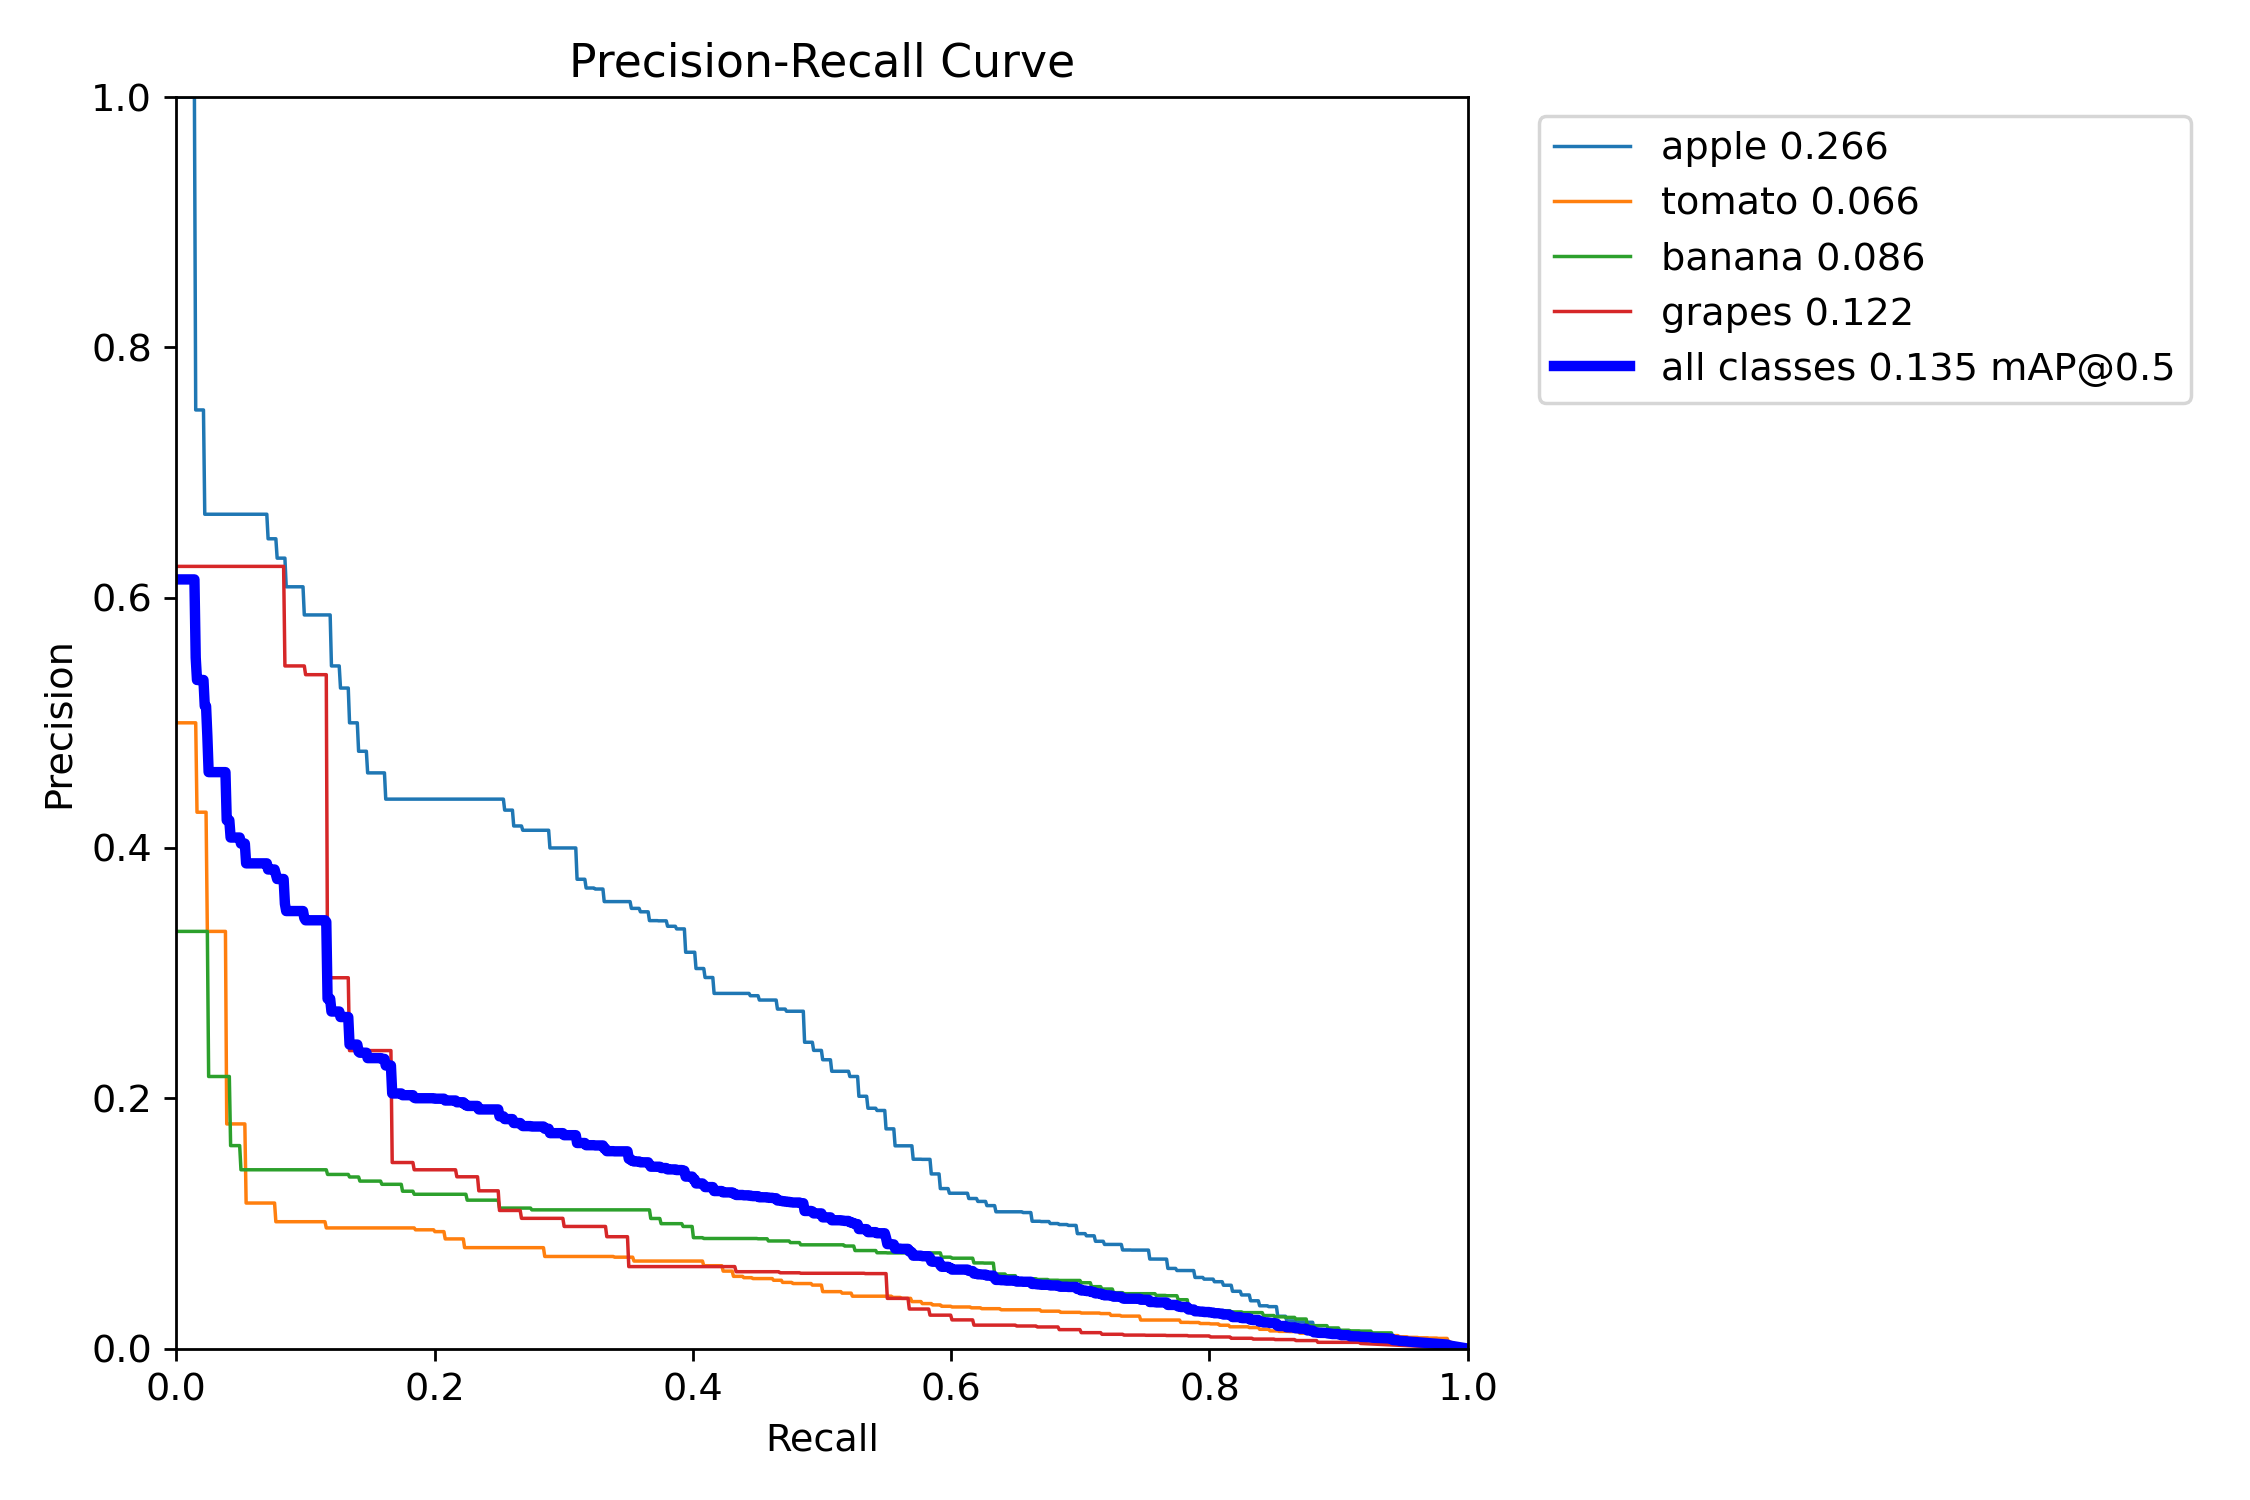 Precision-Recall Curve
1.0
0.8
0.6
0.4
0.2
0.0
Precision
0.0 0.2 0.4 0.6 0.8 1.0
Recall
apple 0.266
tomato 0.066
banana 0.086
grapes 0.122
all classes 0.135 mAP@0.5